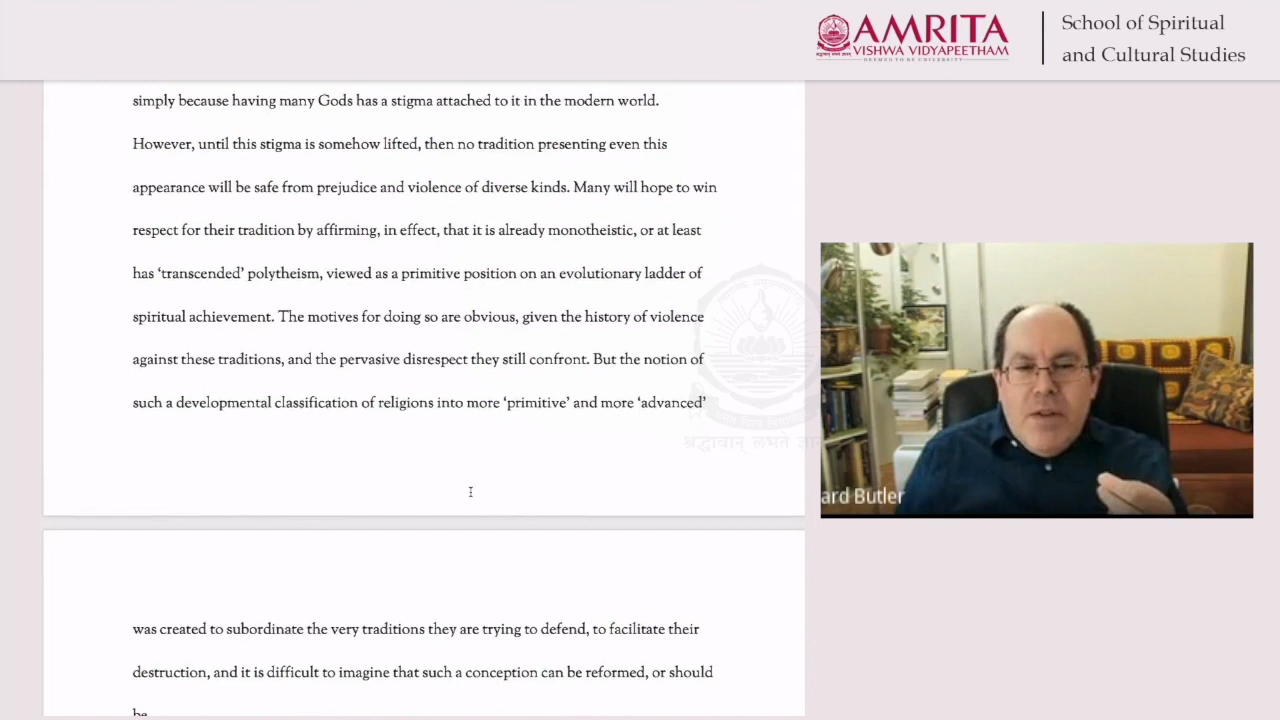 AMRITA
VISHWA VIDYAPEETHAM
DEEMED TO BE UNIVERSITY
School of Spiritual
and Cultural Studies
simply because having many Gods has a stigma attached to it in the modern world.
However, until this stigma is somehow lifted, then no tradition presenting even this
appearance will be safe from prejudice and violence of diverse kinds. Many will hope to win
respect for their tradition by affirming, in effect, that it is already monotheistic, or at least
has ‘transcended’ polytheism, viewed as a primitive position on an evolutionary ladder of
spiritual achievement. The motives for doing so are obvious, given the history of violence
against these traditions, and the pervasive disrespect they still confront. But the notion of
such a developmental classification of religions into more ‘primitive’ and more ‘advanced’
श्रद्धावान् लभते
was created to subordinate the very traditions they are trying to defend, to facilitate their
destruction, and it is difficult to imagine that such a conception can be reformed, or should
be
ard Butler